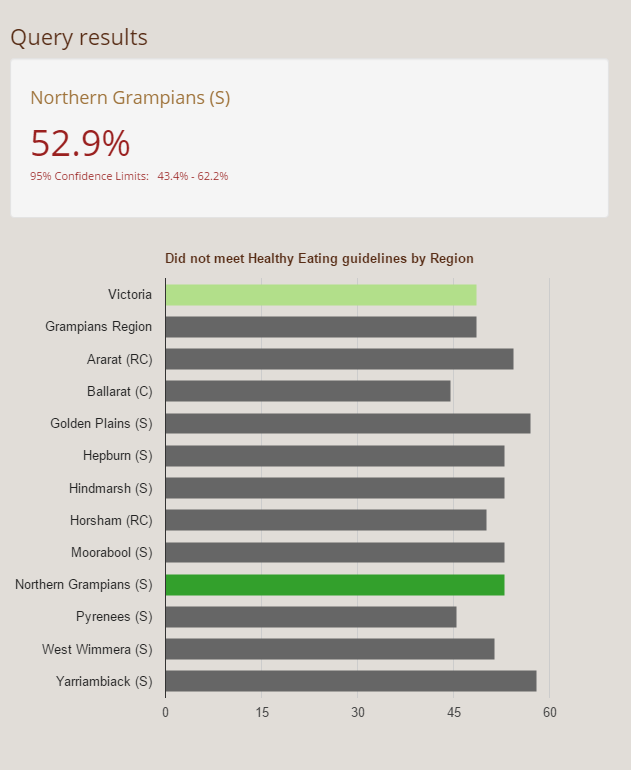 Query results
Northern Grampians (S)
52.9%
95% Confidence Limits: 43.4% - 62.2%
Did not meet Healthy Eating guidelines by Region
Victoria
Grampians Region
Ararat (RC)
Ballarat (C)
Golden Plains (S)
Hepburn (S)
Hindmarsh (S)
Horsham (RC)
Moorabool (S)
Northern Grampians (S)
Pyrenees (S)
West Wimmera (S)
Yarriambiack (S)
0 15 30 45 60